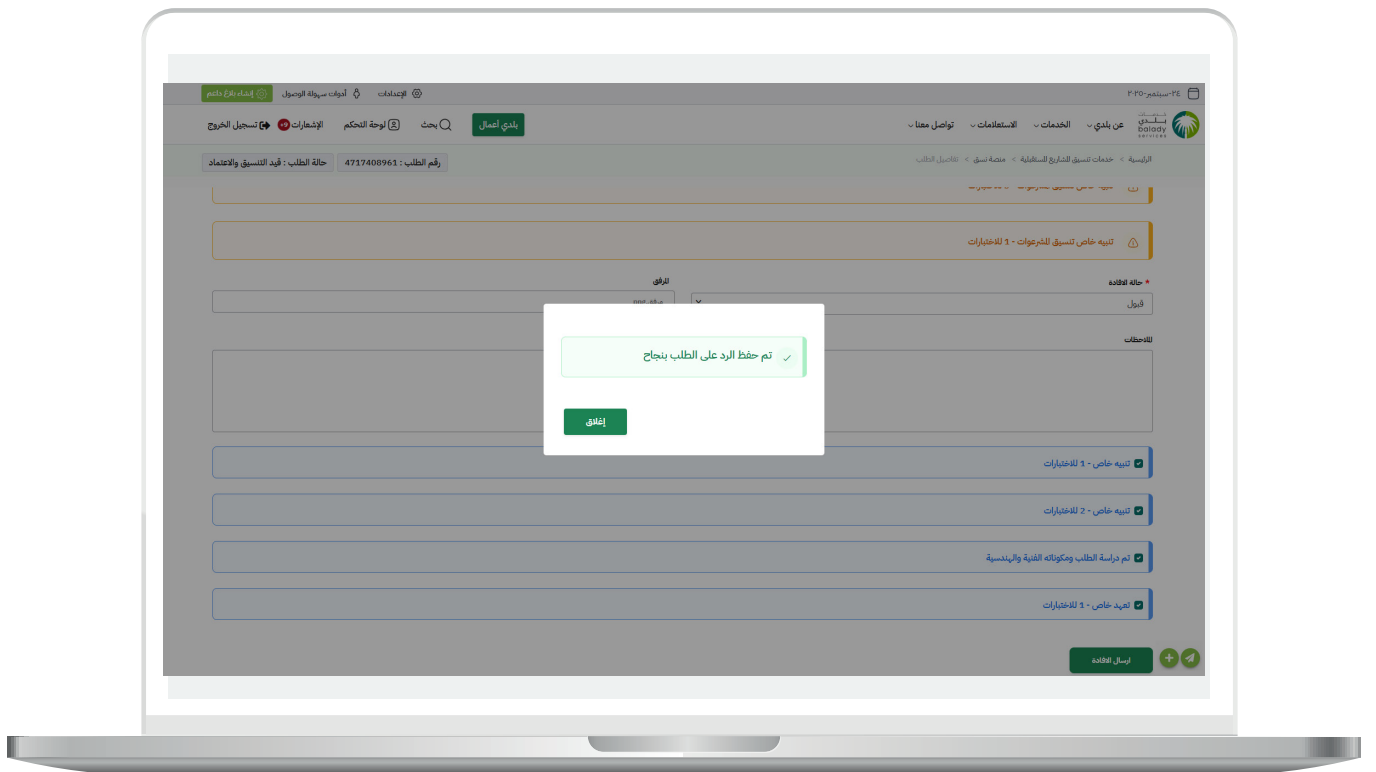 ٢٤-سبتمبر-٢٠٢٥
الإعدادات
أدوات سهولة الوصول
إنشاء بلاغ داعم
بلدي
balady
عن بلدي
الخدمات
الاستعلامات
تواصل معنا
بلدي أعمال
بحث
لوحة التحكم
الإشعارات
تسجيل الخروج
الرئيسية > خدمات تنسيق المشاريع المستقبلية > منصة نسق > تفاصيل الطلب
رقم الطلب : 4717408961
حالة الطلب : قيد التنسيق والاعتماد
تنبيه خاص تنسيق المشروعات - 1 للاختبارات
* حالة الافادة
المرفق
قبول
الملاحظات
تم حفظ الرد على الطلب بنجاح
إغلاق
تنبيه خاص - 1 للاختبارات
تنبيه خاص - 2 للاختبارات
تم دراسة الطلب ومكوناته الفنية والهندسية
تعهد خاص - 1 للاختبارات
ارسال الافادة